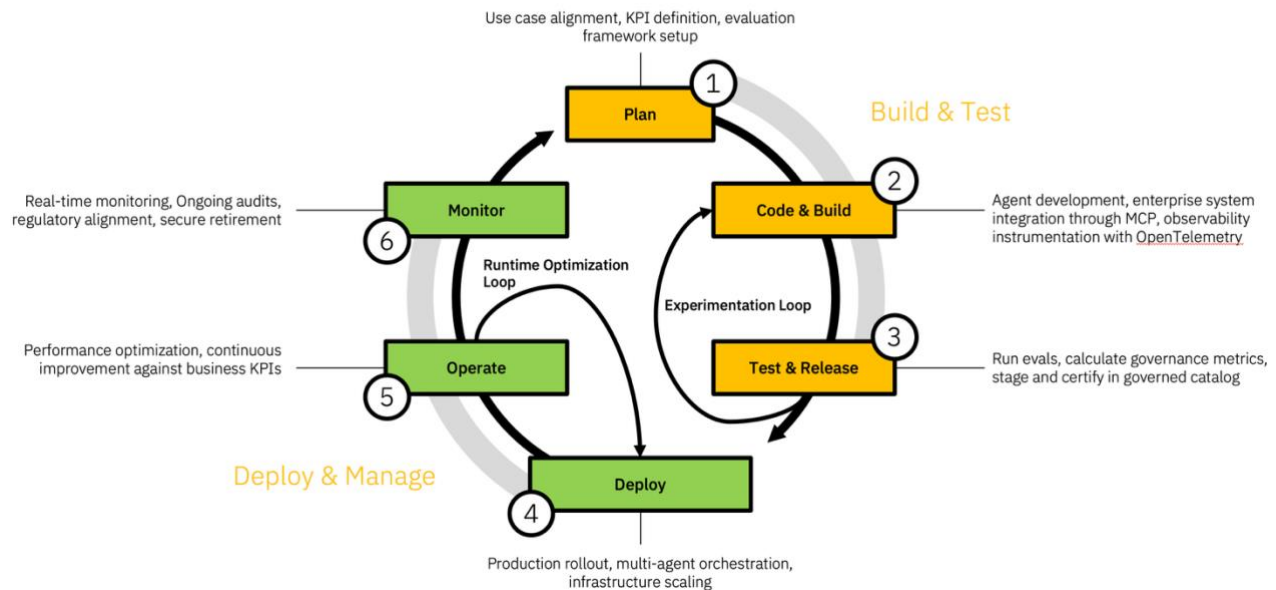 Use case alignment, KPI definition, evaluation
framework setup
1
Plan
Build & Test
2
Code & Build
Agent development, enterprise system
integration through MCP, observability
instrumentation with OpenTelemetry
Real-time monitoring, Ongoing audits,
regulatory alignment, secure retirement
Monitor
6
Runtime Optimization
Loop
Experimentation Loop
3
Test & Release
Run evals, calculate governance metrics,
stage and certify in governed catalog
Performance optimization, continuous
improvement against business KPIs
Operate
5
Deploy & Manage
Deploy
4
Production rollout, multi-agent orchestration,
infrastructure scaling